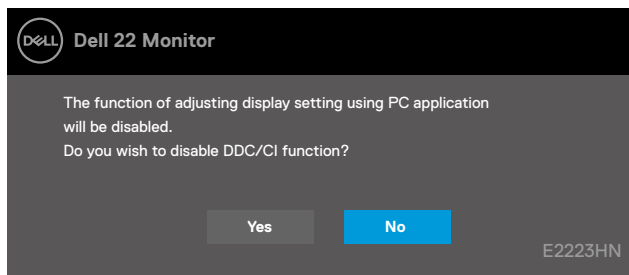 DELL Dell 22 Monitor
The function of adjusting display setting using PC application
will be disabled.
Do you wish to disable DDC/CI function?
Yes No
E2223HN